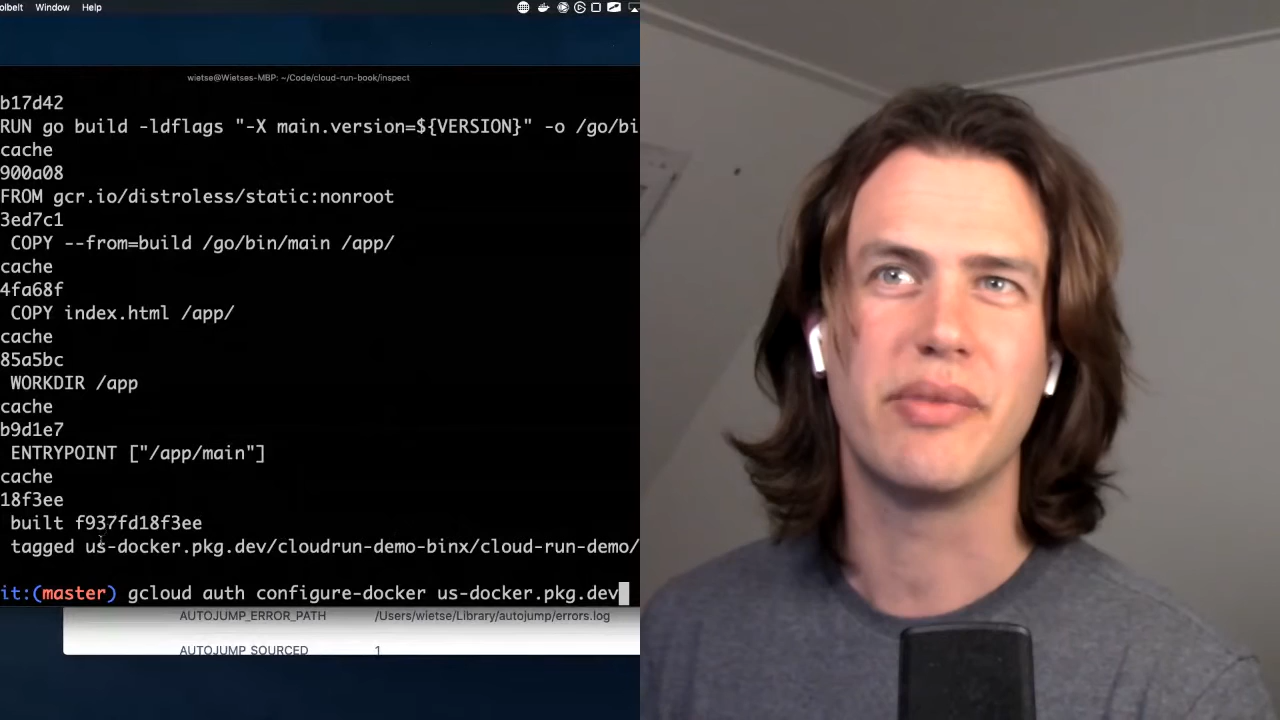 olbelt Window Help
wietse@Wietses-MBP: ~/Code/cloud-run-book/inspect
b17d42
RUN go build -ldflags "-X main.version=${VERSION}" -o /go/bi
cache
900a08
FROM gcr.io/distroless/static:nonroot
3ed7c1
COPY --from=build /go/bin/main /app/
cache
4fa68f
COPY index.html /app/
cache
85a5bc
WORKDIR /app
cache
b9d1e7
ENTRYPOINT ["/app/main"]
cache
18f3ee
built f937fd18f3ee
tagged us-docker.pkg.dev/cloudrun-demo-binx/cloud-run-demo/
it:(master) gcloud auth configure-docker us-docker.pkg.dev
AUTOJUMP_ERROR_PATH /Users/wietse/Library/autojump/errors.log
AUTOJUMP_SOURCED 1